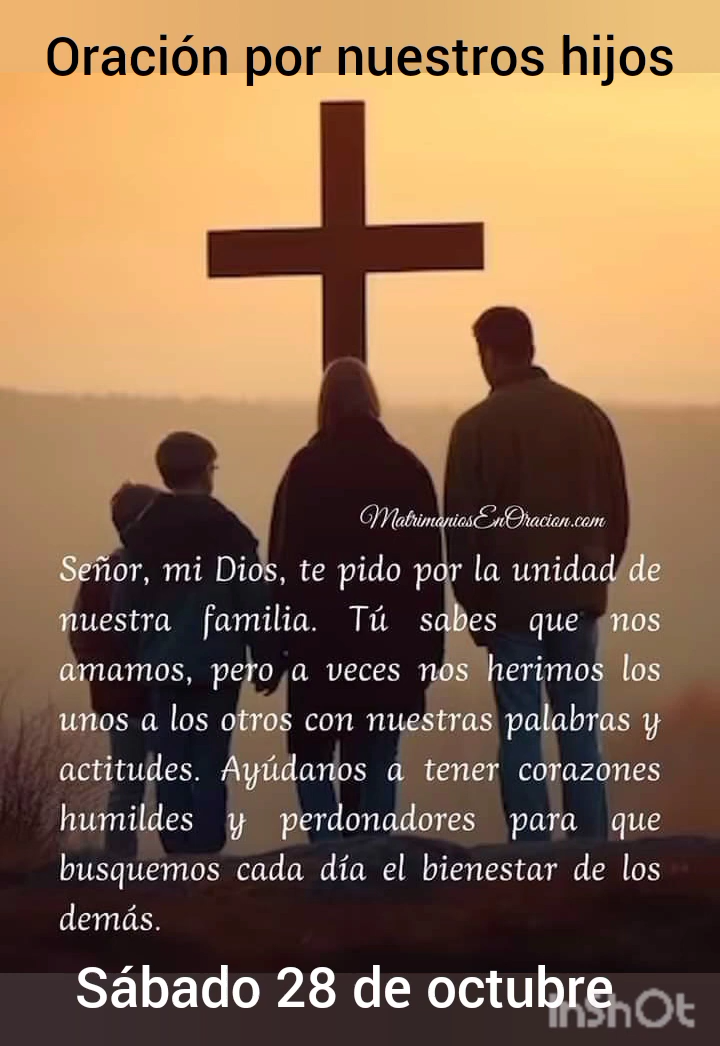 Oración por nuestros hijos
MatrimoniosEnOracion.com
Señor, mi Dios, te pido por la unidad de
nuestra familia. Tú sabes que nos
amamos, pero a veces nos herimos los
unos a los otros con nuestras palabras y
actitudes. Ayúdanos a tener corazones
humildes y perdonadores para que
busquemos cada día el bienestar de los
demás.
Sábado 28 de octubre
InShOt